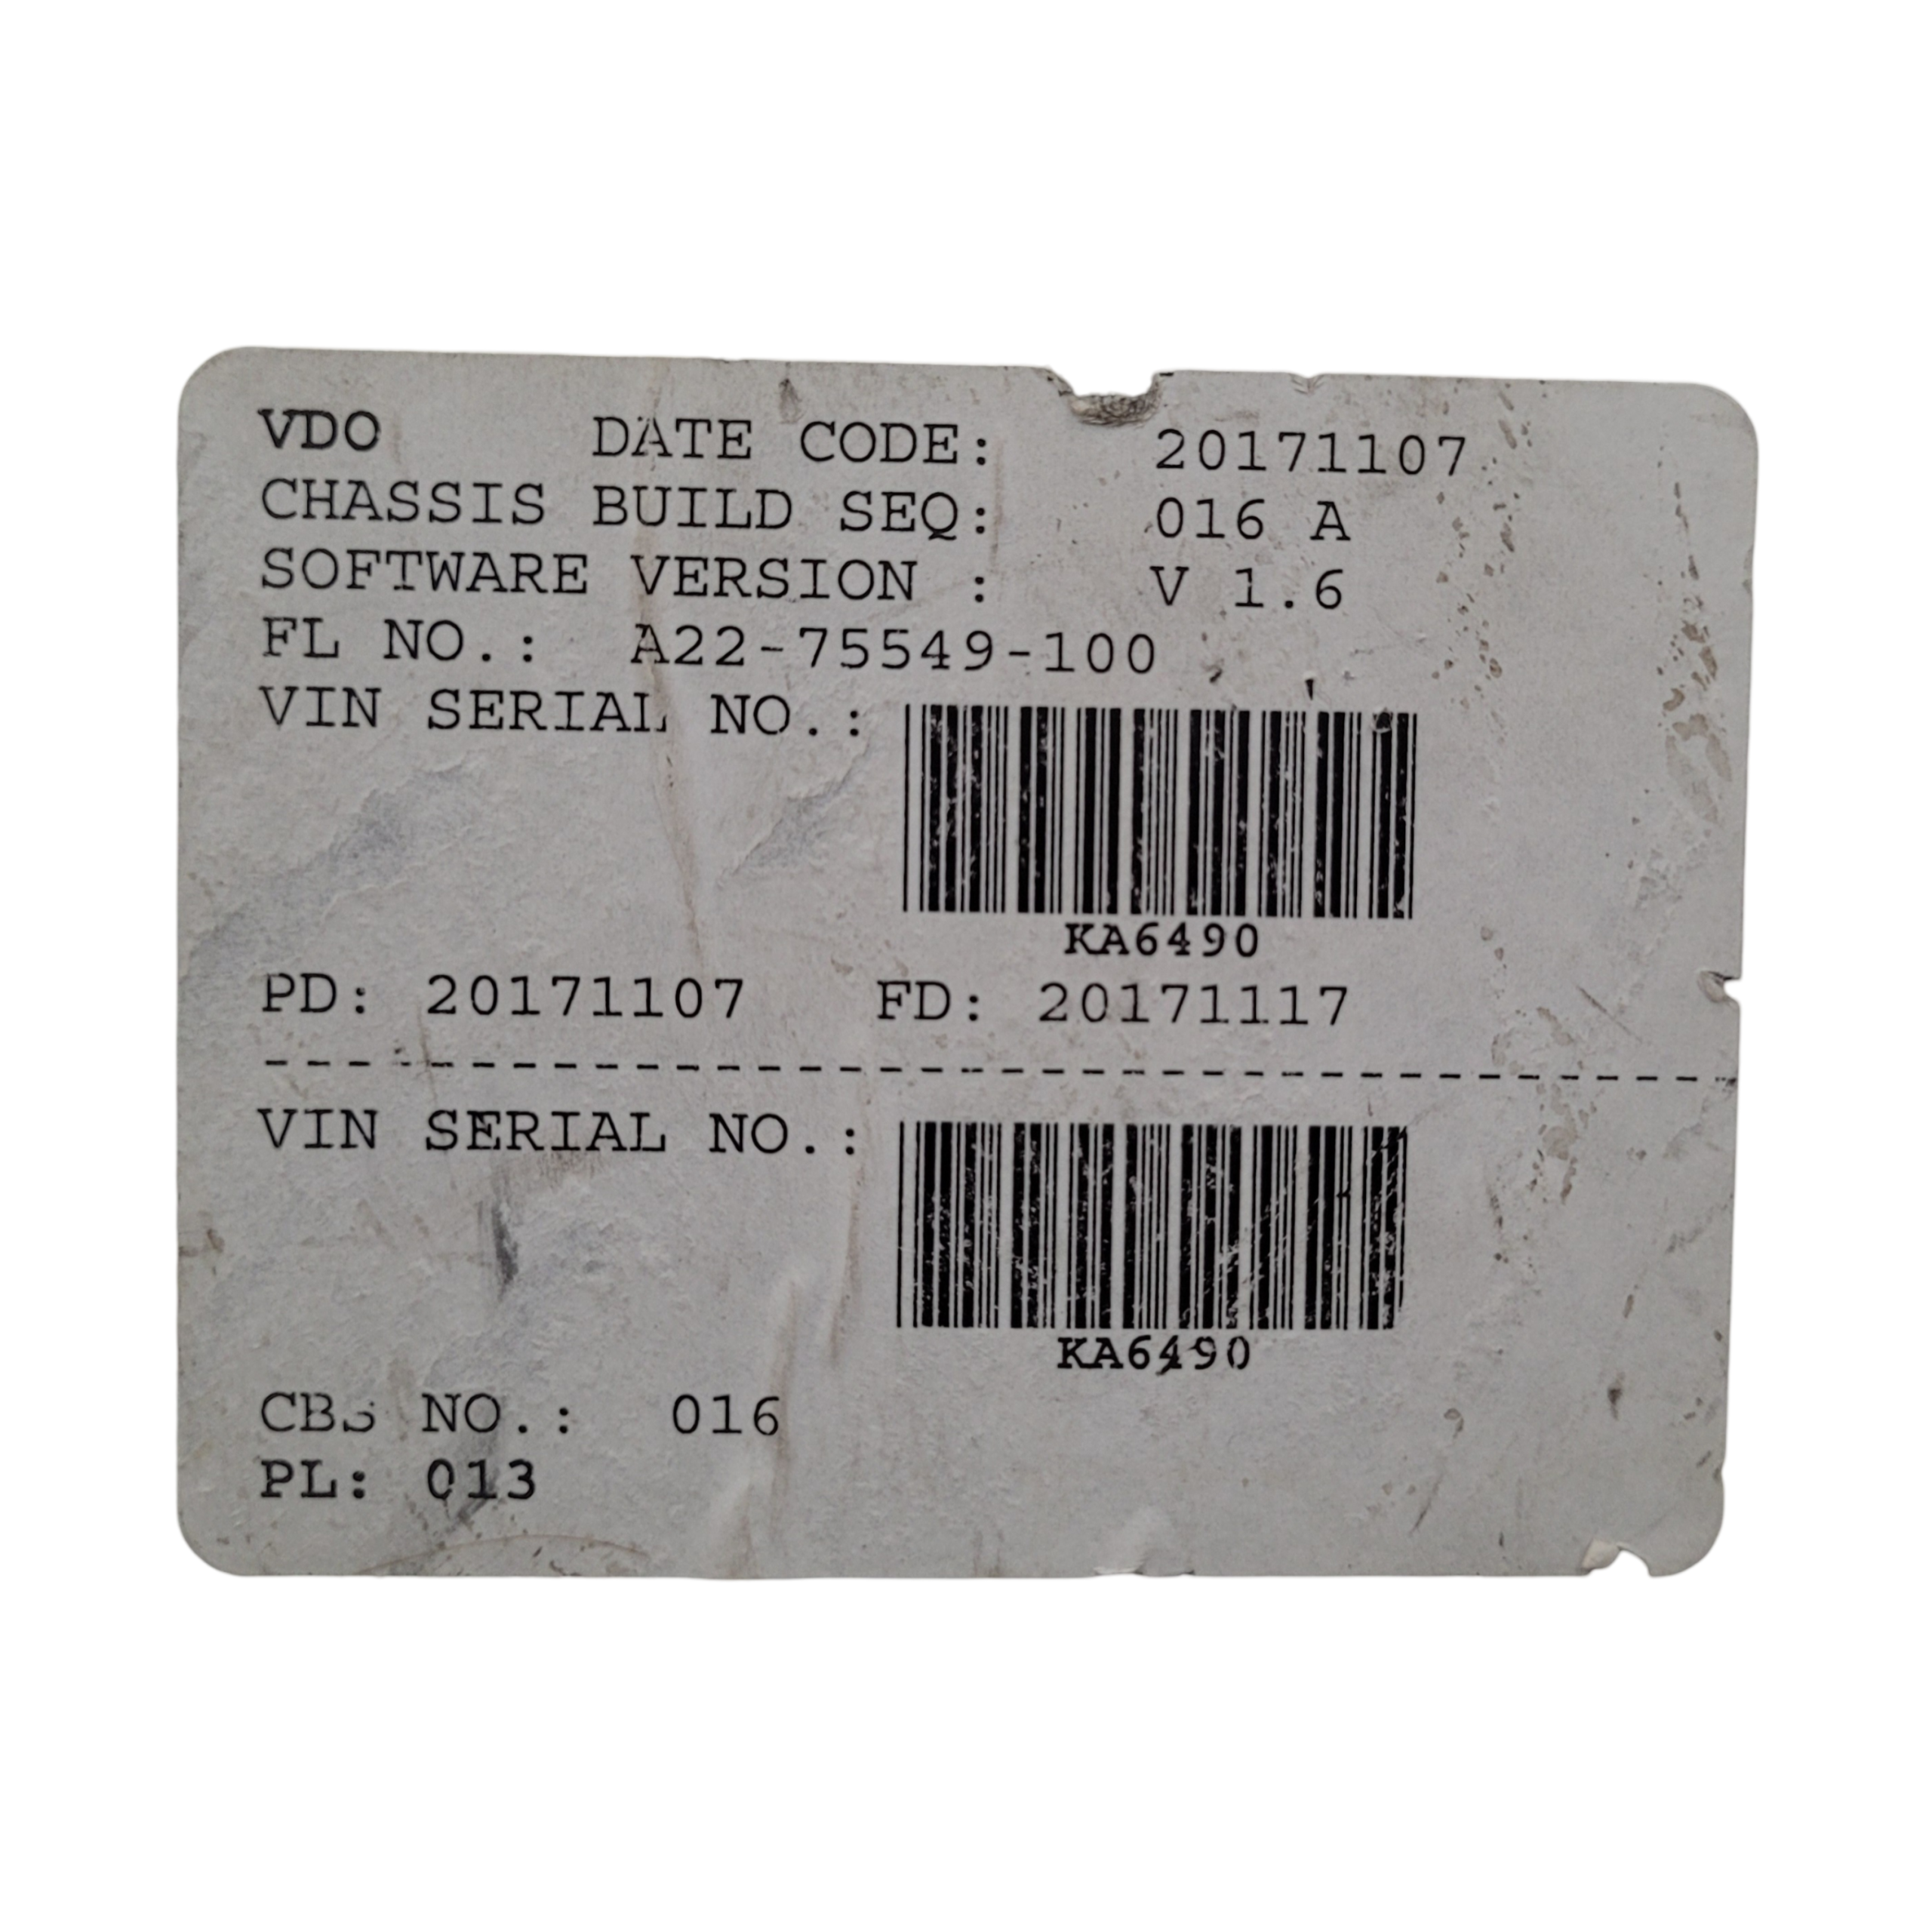 VDO DATE CODE: 20171107
CHASSIS BUILD SEQ: 016 A
SOFTWARE VERSION : V 1.6
FL NO.: A22-75549-100
VIN SERIAL NO.:
KA6490
PD: 20171107 FD: 20171117
--------------------------------------
VIN SERIAL NO.:
KA6490
CBS NO.: 016
PL: 013